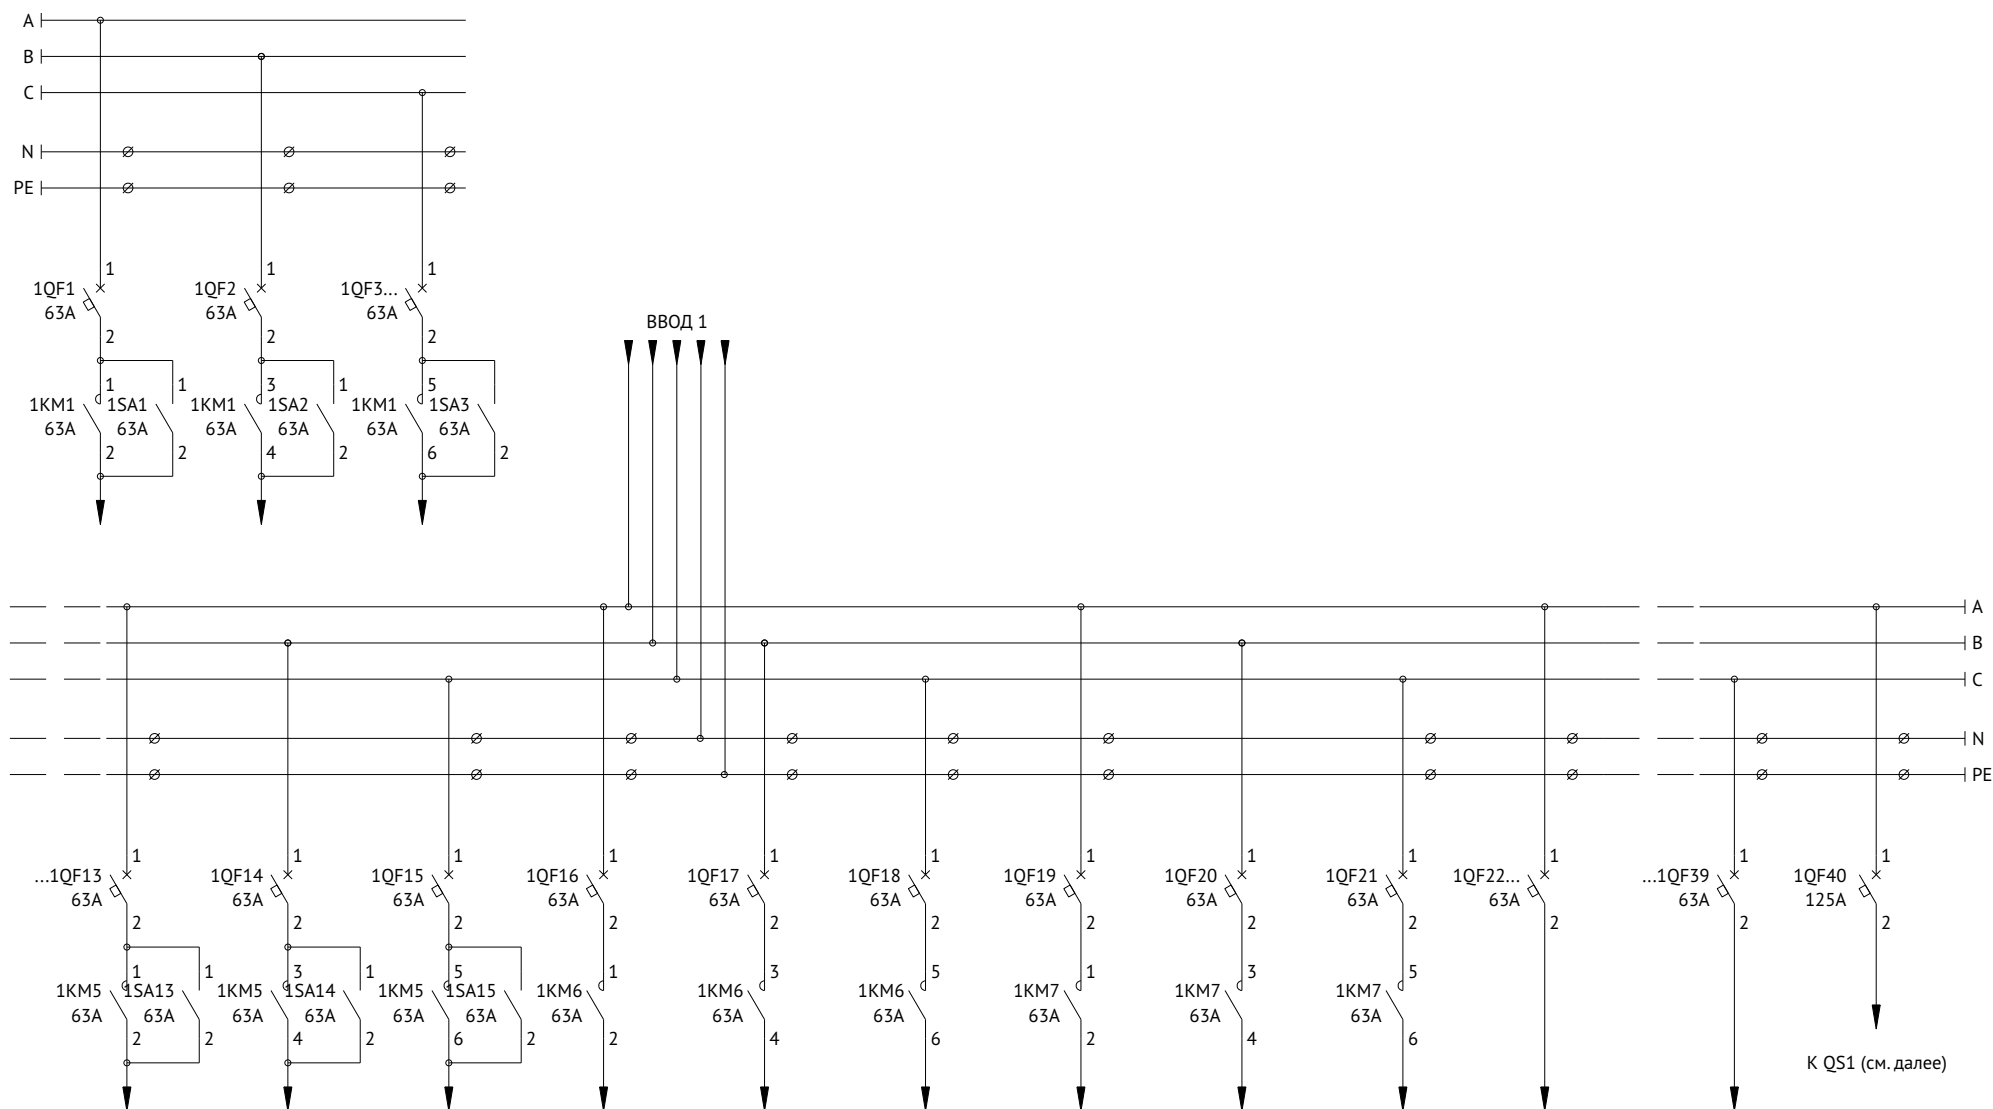 A
B
C
N
PE
1 1 1
1QF1 1QF2 1QF3...
63A 63A 63A
2 2 2
ВВОД 1
1 1 3 1 5
1KM1 1SA1 1KM1 1SA2 1KM1 1SA3
63A 63A 63A 63A 63A 63A
2 2 4 2 6 2
A
B
C
N
PE
1 1 1 1 1 1 1 1 1 1 1 1
...1QF13 1QF14 1QF15 1QF16 1QF17 1QF18 1QF19 1QF20 1QF21 1QF22... ...1QF39 1QF40
63A 63A 63A 63A 63A 63A 63A 63A 63A 63A 63A 125A
2 2 2 2 2 2 2 2 2 2 2 2
1 1 3 1 5 1 3 5 1 3 5
1KM5 1SA13 1KM5 1SA14 1KM5 1SA15 1KM6 1KM6 1KM6 1KM7 1KM7 1KM7
63A 63A 63A 63A 63A 63A 63A 63A 63A 63A 63A 63A
2 2 4 2 6 2 2 4 6 2 4 6
К QS1 (см. далее)